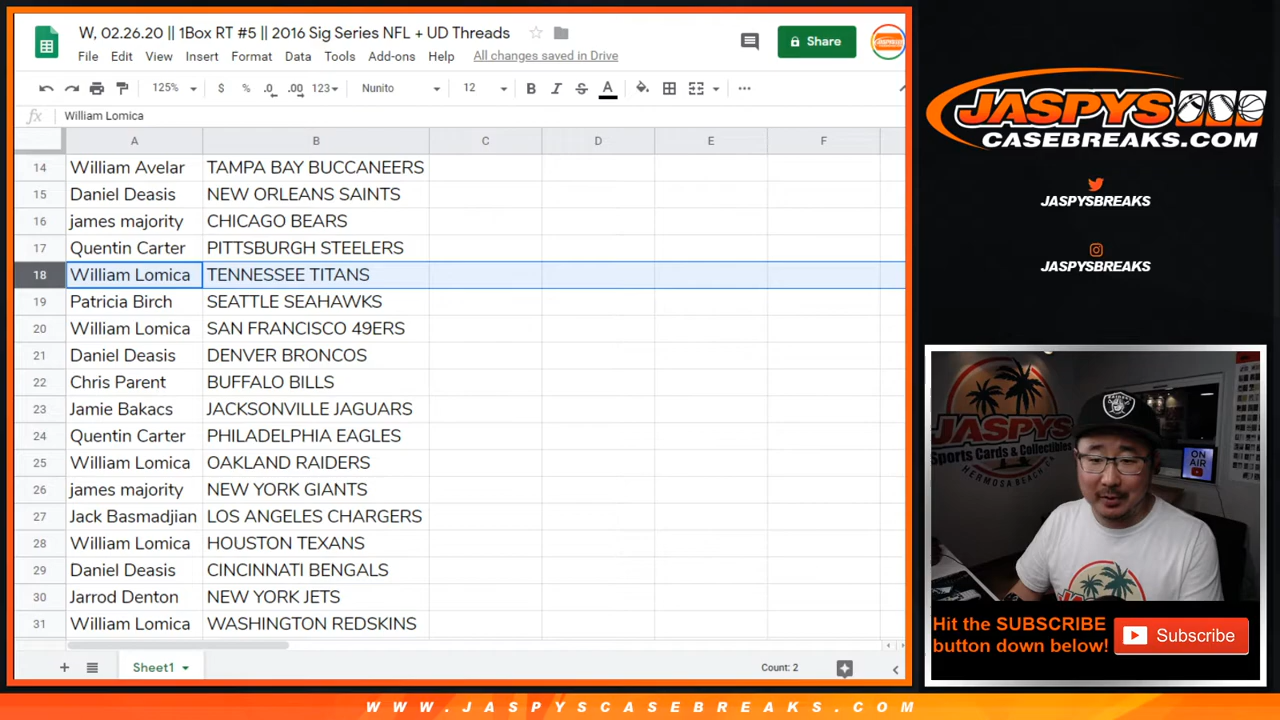 W, 02.26.20 || 1Box RT #5 || 2016 Sig Series NFL + UD Threads
File Edit View Insert Format Data Tools Add-ons Help All changes saved in Drive
Share
125% $ % .0 .00 123 Nunito 12 B I S A
fx William Lomica
A B C D E F
14 William Avelar TAMPA BAY BUCCANEERS
15 Daniel Deasis NEW ORLEANS SAINTS
16 james majority CHICAGO BEARS
17 Quentin Carter PITTSBURGH STEELERS
18 William Lomica TENNESSEE TITANS
19 Patricia Birch SEATTLE SEAHAWKS
20 William Lomica SAN FRANCISCO 49ERS
21 Daniel Deasis DENVER BRONCOS
22 Chris Parent BUFFALO BILLS
23 Jamie Bakacs JACKSONVILLE JAGUARS
24 Quentin Carter PHILADELPHIA EAGLES
25 William Lomica OAKLAND RAIDERS
26 james majority NEW YORK GIANTS
27 Jack Basmadjian LOS ANGELES CHARGERS
28 William Lomica HOUSTON TEXANS
29 Daniel Deasis CINCINNATI BENGALS
30 Jarrod Denton NEW YORK JETS
31 William Lomica WASHINGTON REDSKINS
Sheet1
Count: 2
JASPYS
CASEBREAKS.COM
JASPYSBREAKS
JASPYSBREAKS
JASPYS
Sports Cards & Collectibles
HERMOSA BEACH CA
RAIDERS
ON AIR
Hit the SUBSCRIBE
button down below!
Subscribe
WWW.JASPYSCASEBREAKS.COM